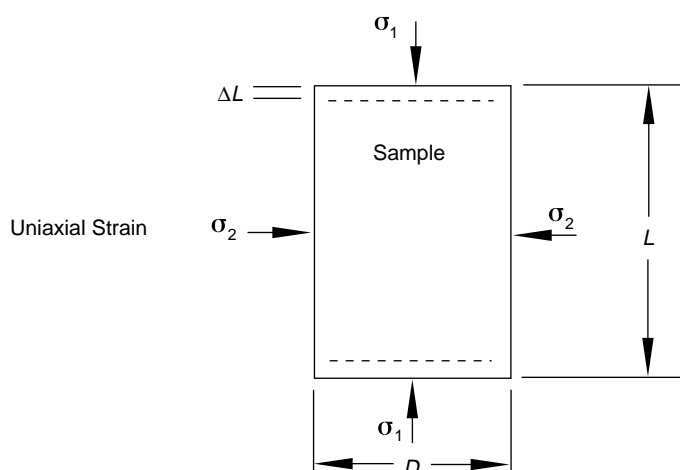 σ1
ΔL
Sample
Uniaxial Strain
σ2
σ2
L
σ1
D